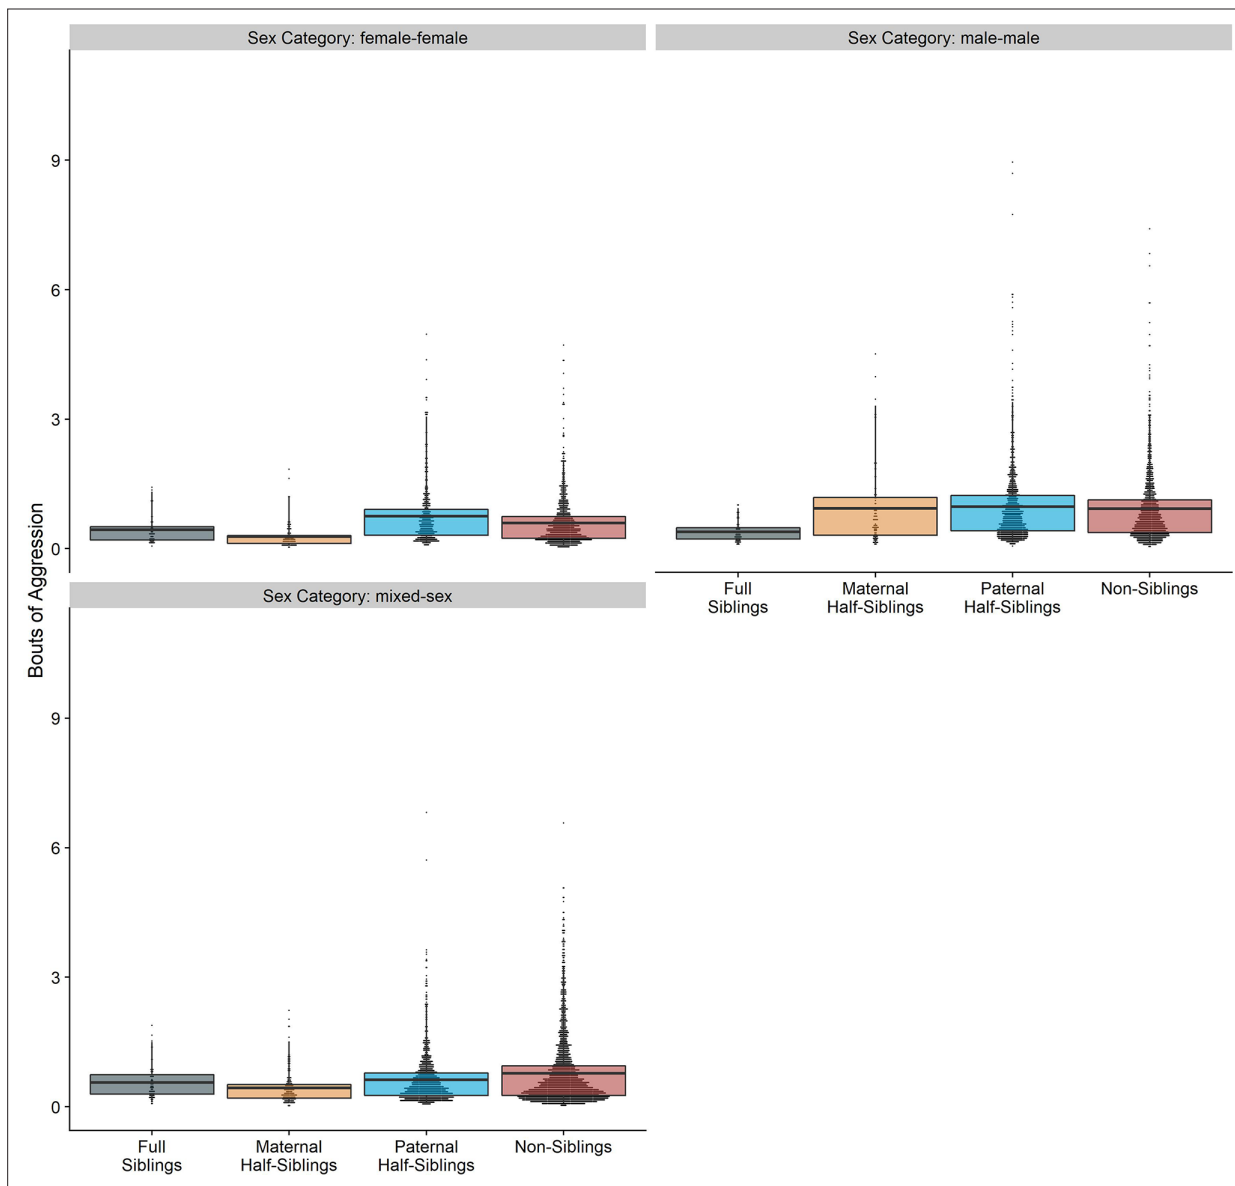 Sex Category: female-female
Sex Category: male-male
9
6
3
0
Full
Siblings
Maternal
Half-Siblings
Paternal
Half-Siblings
Non-Siblings
Bouts of Aggression
Sex Category: mixed-sex
9
6
3
0
Full
Siblings
Maternal
Half-Siblings
Paternal
Half-Siblings
Non-Siblings